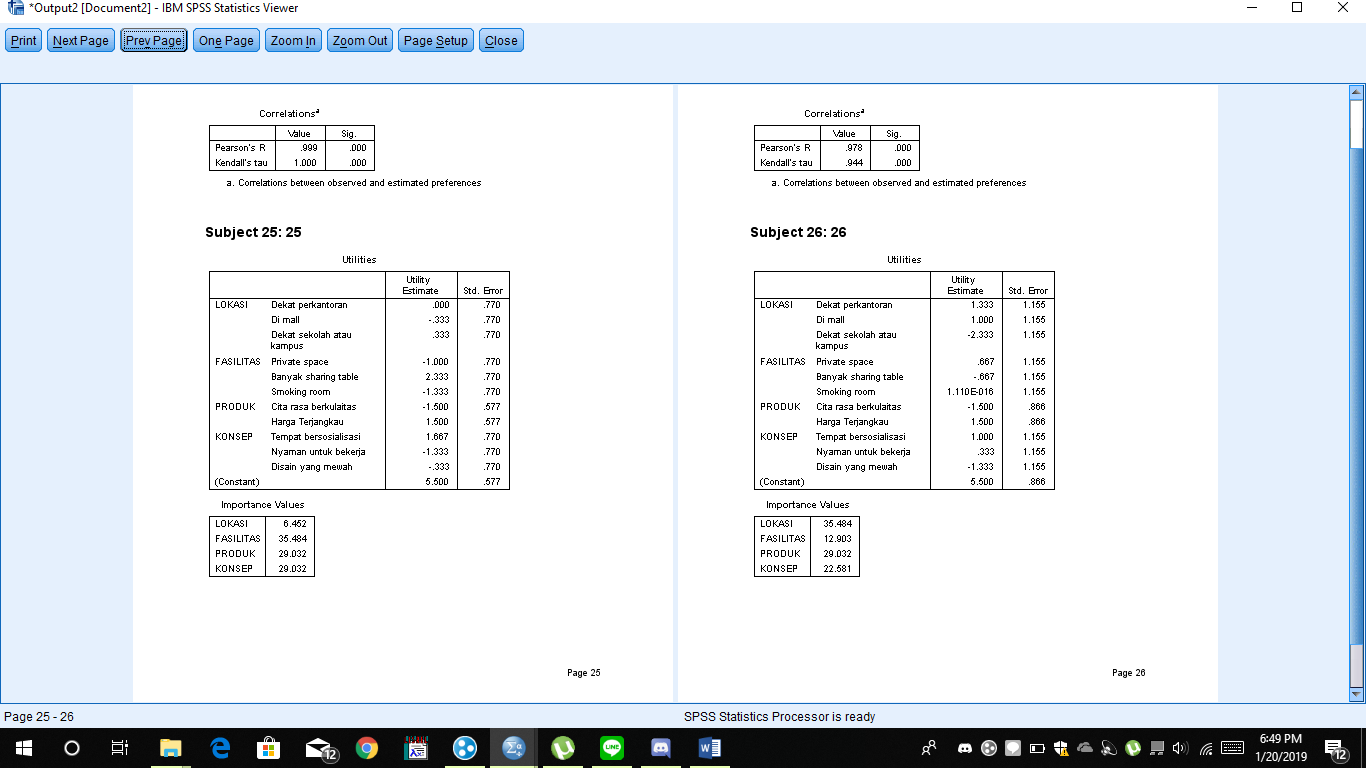 *Output2 [Document2] - IBM SPSS Statistics Viewer
Print Next Page Prev Page One Page Zoom In Zoom Out Page Setup Close
Correlationsa
Value Sig.
Pearson's R .999 .000
Kendall's tau 1.000 .000
a. Correlations between observed and estimated preferences
Subject 25: 25
Utilities
Utility
Estimate Std. Error
LOKASI Dekat perkantoran .000 .770
Di mall -.333 .770
Dekat sekolah atau .333 .770
kampus
FASILITAS Private space -1.000 .770
Banyak sharing table 2.333 .770
Smoking room -1.333 .770
PRODUK Cita rasa berkulaitas -1.500 .577
Harga Terjangkau 1.500 .577
KONSEP Tempat bersosialisasi 1.667 .770
Nyaman untuk bekerja -1.333 .770
Disain yang mewah -.333 .770
(Constant) 5.500 .577
Importance Values
LOKASI 6.452
FASILITAS 35.484
PRODUK 29.032
KONSEP 29.032
Page 25
Correlationsa
Value Sig.
Pearson's R .978 .000
Kendall's tau .944 .000
a. Correlations between observed and estimated preferences
Subject 26: 26
Utilities
Utility
Estimate Std. Error
LOKASI Dekat perkantoran 1.333 1.155
Di mall 1.000 1.155
Dekat sekolah atau -2.333 1.155
kampus
FASILITAS Private space .667 1.155
Banyak sharing table -.667 1.155
Smoking room 1.110E-016 1.155
PRODUK Cita rasa berkulaitas -1.500 .866
Harga Terjangkau 1.500 .866
KONSEP Tempat bersosialisasi 1.000 1.155
Nyaman untuk bekerja .333 1.155
Disain yang mewah -1.333 1.155
(Constant) 5.500 .866
Importance Values
LOKASI 35.484
FASILITAS 12.903
PRODUK 29.032
KONSEP 22.581
Page 26
Page 25 - 26 SPSS Statistics Processor is ready
12
LINE
6:49 PM
1/20/2019
12